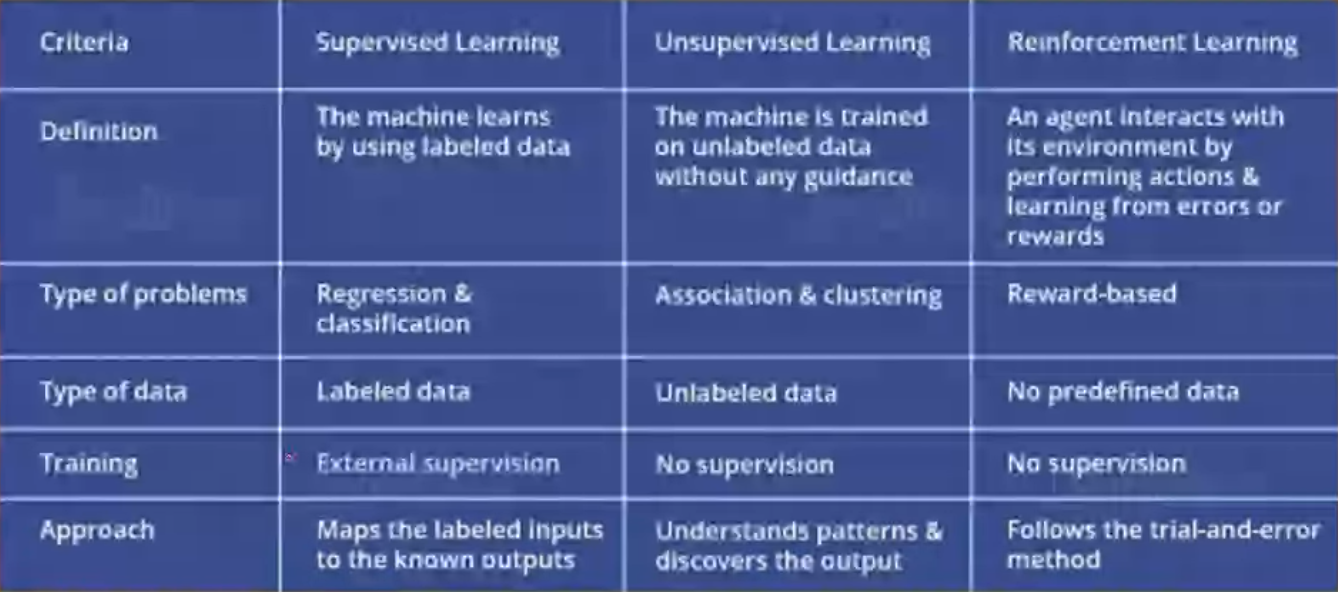 Criteria
Supervised Learning
Unsupervised Learning
Reinforcement Learning
Definition
The machine learns
by using labeled data
The machine is trained
on unlabeled data
without any guidance
An agent interacts with
its environment by
performing actions &
learning from errors or
rewards
Type of problems
Regression &
classification
Association & clustering
Reward-based
Type of data
Labeled data
Unlabeled data
No predefined data
Training
External supervision
No supervision
No supervision
Approach
Maps the labeled inputs
to the known outputs
Understands patterns &
discovers the output
Follows the trial-and-error
method